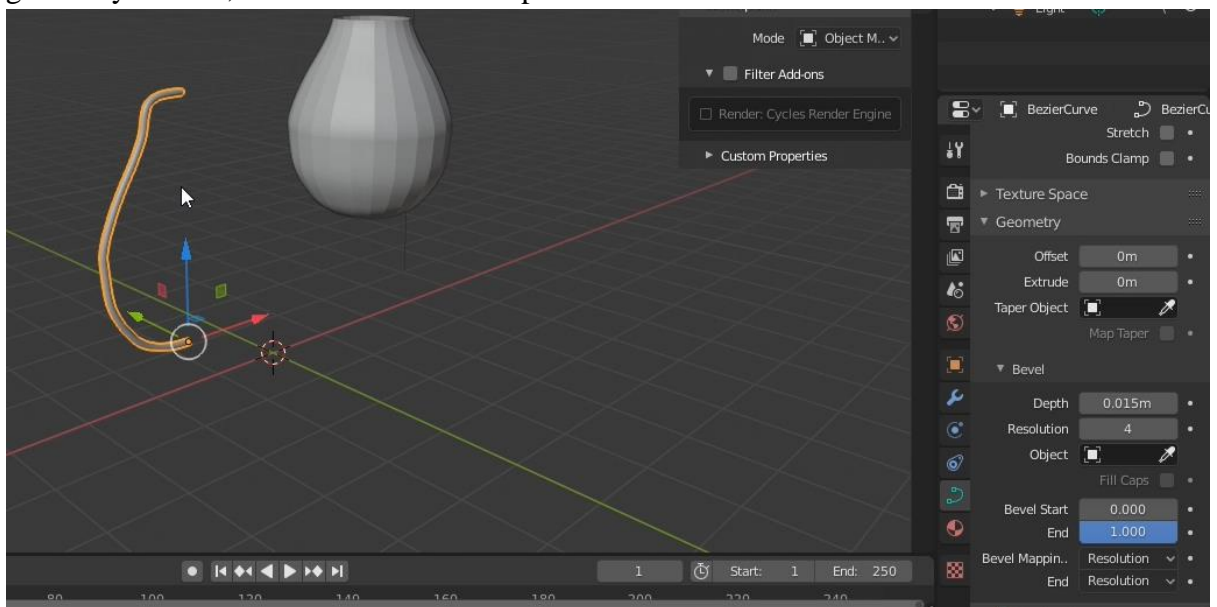 Light
Mode Object M..
Filter Add-ons
BezierCurve BezierCu
Render: Cycles Render Engine
Stretch
Custom Properties
Bounds Clamp
Texture Space
Geometry
Offset 0m
Extrude 0m
Taper Object
Map Taper
Bevel
Depth 0.015m
Resolution 4
Object
Fill Caps
Bevel Start 0.000
End 1.000
Bevel Mappin.. Resolution
End Resolution
1 Start: 1 End: 250
80 100 120 140 160 180 200 220 240